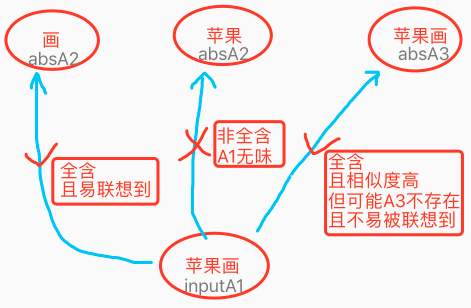 画
absA2
苹果
absA2
苹果画
absA3
全含
且易联想到
非全含
A1无味
全含
且相似度高
但可能A3不存在
且不易被联想到
苹果画
inputA1